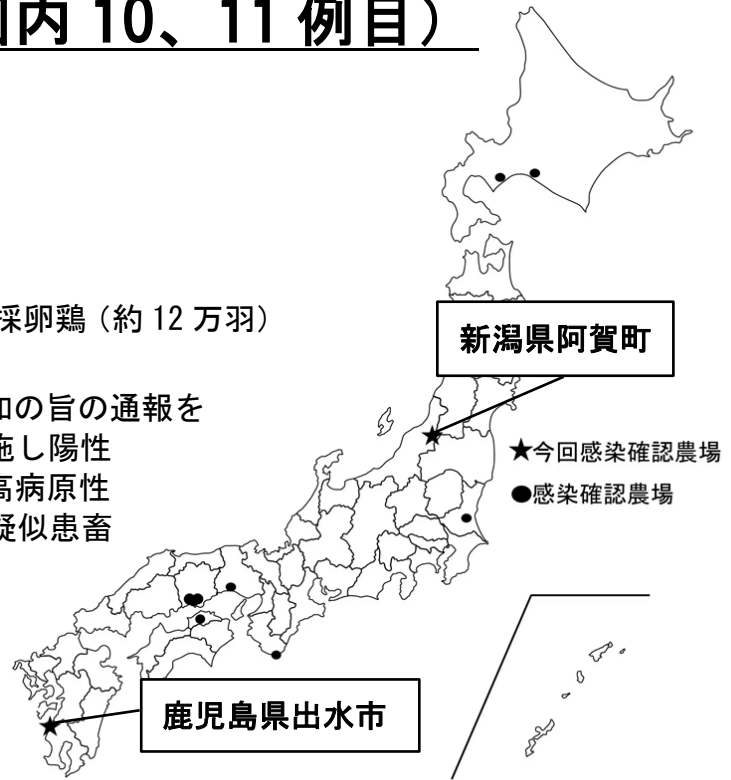 内 10、11 例目）
採卵鶏（約 12 万羽）
新潟県阿賀町
の旨の通報を
施し陽性
★今回感染確認農場
高病原性
●感染確認農場
疑似患畜
鹿児島県出水市